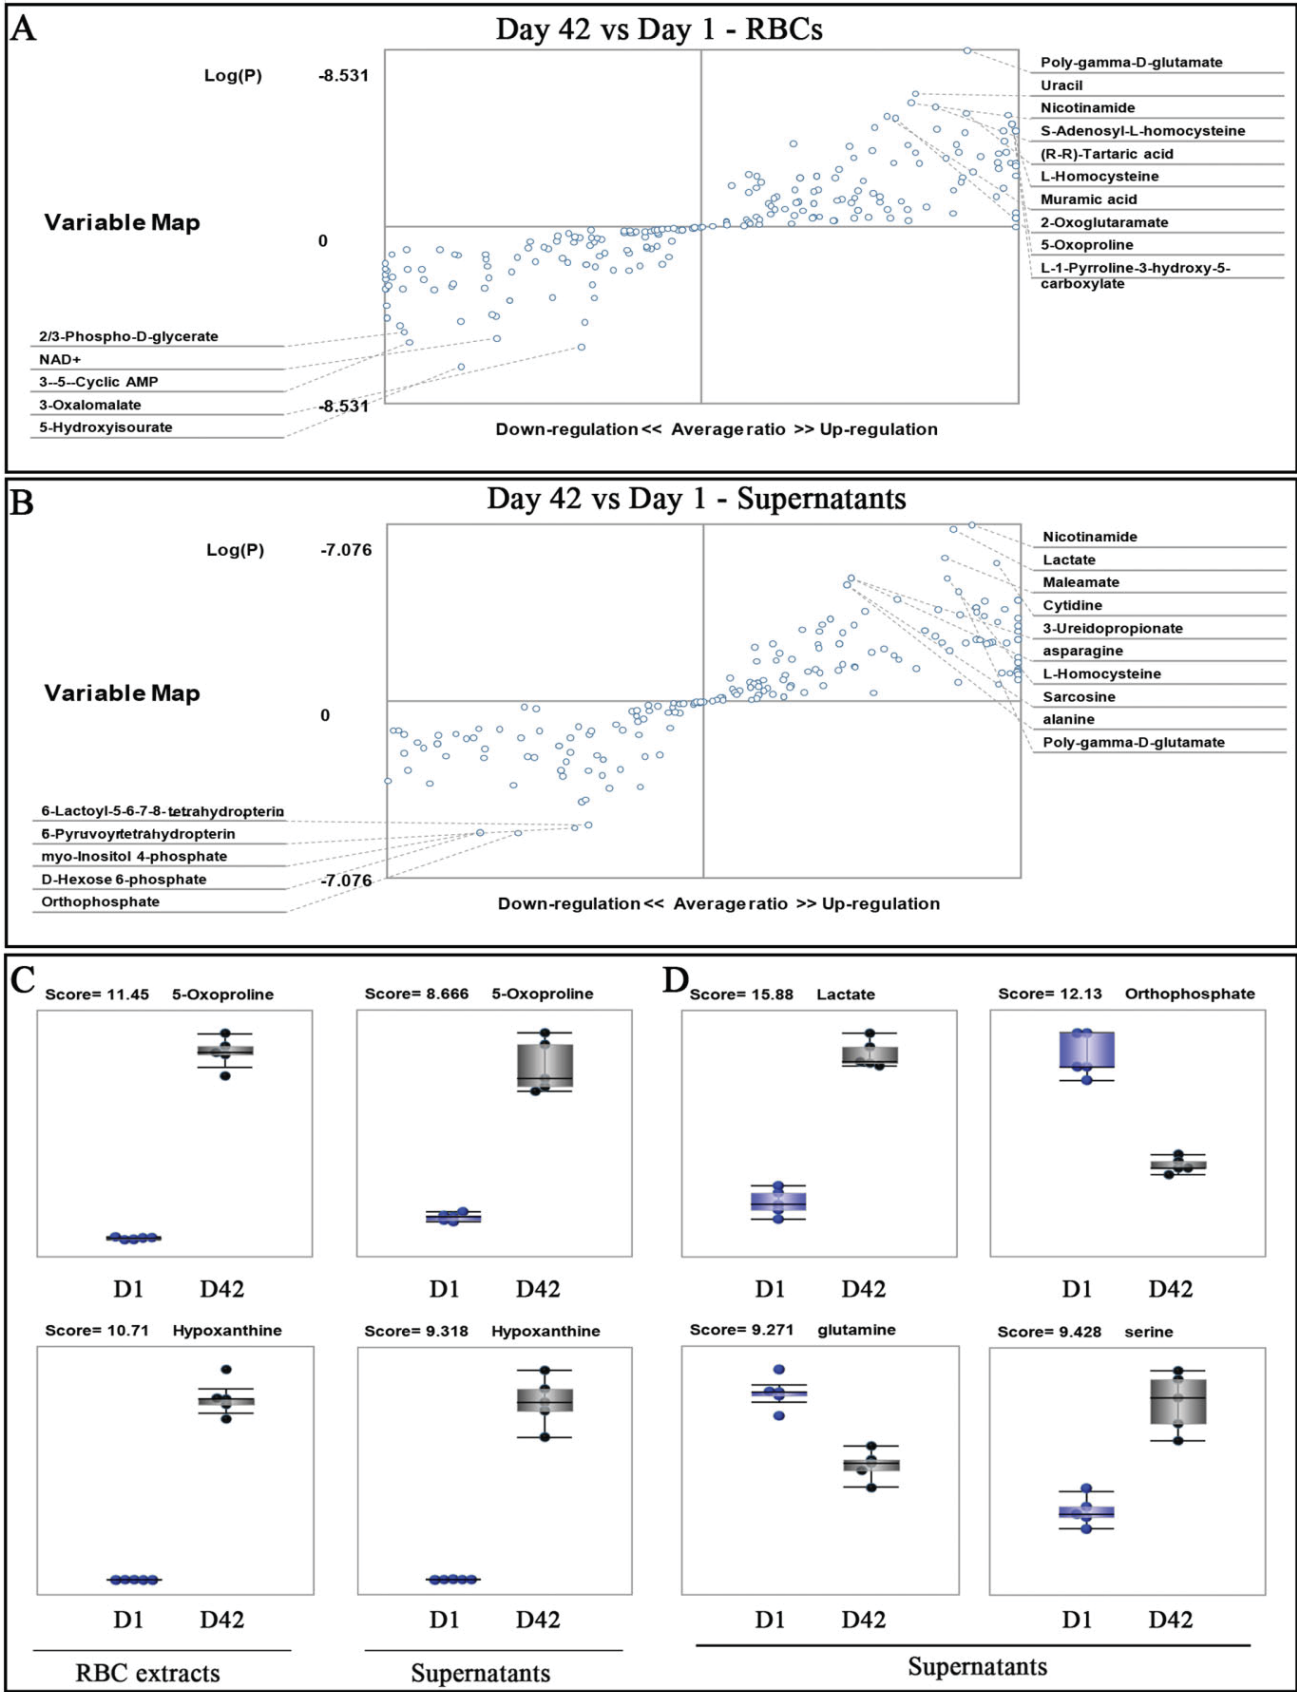 A
Day 42 vs Day 1 - RBCs
Log(P)
-8.531
Variable Map
0
-8.531
Poly-gamma-D-glutamate
Uracil
Nicotinamide
S-Adenosyl-L-homocysteine
(R-R)-Tartaric acid
L-Homocysteine
Muramic acid
2-Oxoglutaramate
5-Oxoproline
L-1-Pyrroline-3-hydroxy-5-
carboxylate
2/3-Phospho-D-glycerate
NAD+
3--5--Cyclic AMP
3-Oxalomalate
5-Hydroxyisourate
Down-regulation << Average ratio >> Up-regulation
B
Day 42 vs Day 1 - Supernatants
Log(P)
-7.076
Variable Map
0
-7.076
Nicotinamide
Lactate
Maleamate
Cytidine
3-Ureidopropionate
asparagine
L-Homocysteine
Sarcosine
alanine
Poly-gamma-D-glutamate
6-Lactoyl-5-6-7-8-tetrahydropterin
6-Pyruvoyltetrahydropterin
myo-Inositol 4-phosphate
D-Hexose 6-phosphate
Orthophosphate
Down-regulation << Average ratio >> Up-regulation
C
Score= 11.45 5-Oxoproline
Score= 8.666 5-Oxoproline
D
Score= 15.88 Lactate
Score= 12.13 Orthophosphate
D1 D42
D1 D42
D1 D42
D1 D42
Score= 10.71 Hypoxanthine
Score= 9.318 Hypoxanthine
Score= 9.271 glutamine
Score= 9.428 serine
D1 D42
D1 D42
D1 D42
D1 D42
RBC extracts
Supernatants
Supernatants